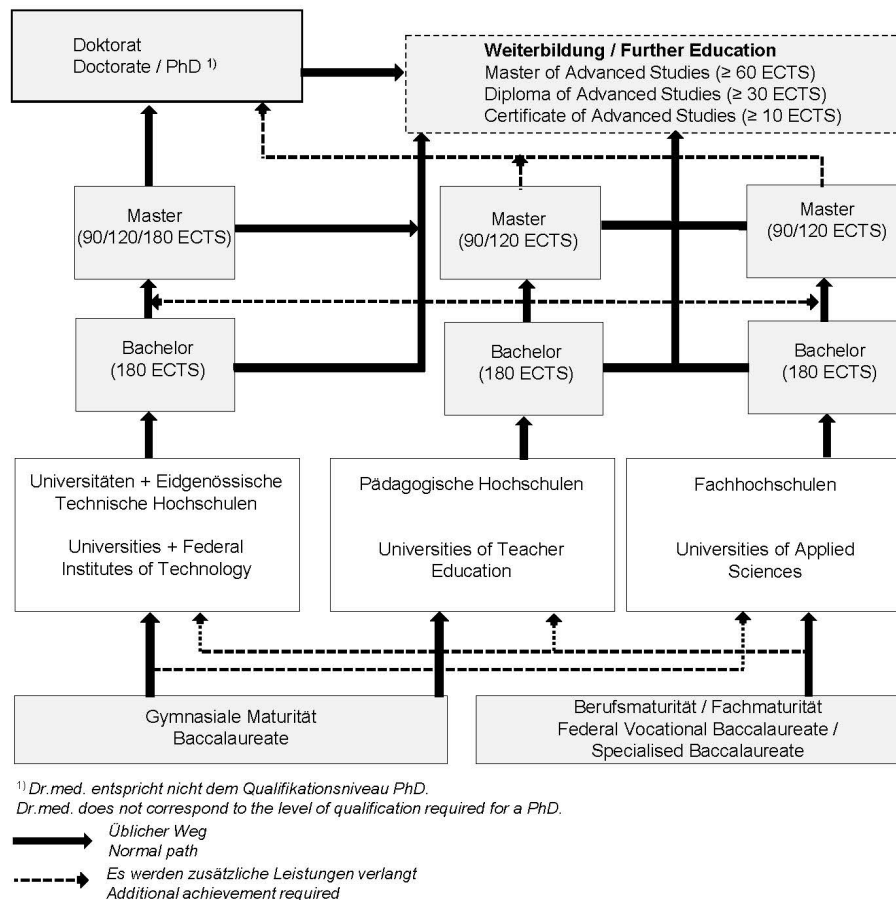 Doktorat
Doctorate / PhD 1)
Weiterbildung / Further Education
Master of Advanced Studies (≥ 60 ECTS)
Diploma of Advanced Studies (≥ 30 ECTS)
Certificate of Advanced Studies (≥ 10 ECTS)
Master
(90/120/180 ECTS)
Master
(90/120 ECTS)
Master
(90/120 ECTS)
Bachelor
(180 ECTS)
Bachelor
(180 ECTS)
Bachelor
(180 ECTS)
Universitäten + Eidgenössische
Technische Hochschulen
Universities + Federal
Institutes of Technology
Pädagogische Hochschulen
Universities of Teacher
Education
Fachhochschulen
Universities of Applied
Sciences
Gymnasiale Maturität
Baccalaureate
Berufsmaturität / Fachmaturität
Federal Vocational Baccalaureate /
Specialised Baccalaureate
1) Dr.med. entspricht nicht dem Qualifikationsniveau PhD.
Dr.med. does not correspond to the level of qualification required for a PhD.
Üblicher Weg
Normal path
Es werden zusätzliche Leistungen verlangt
Additional achievement required